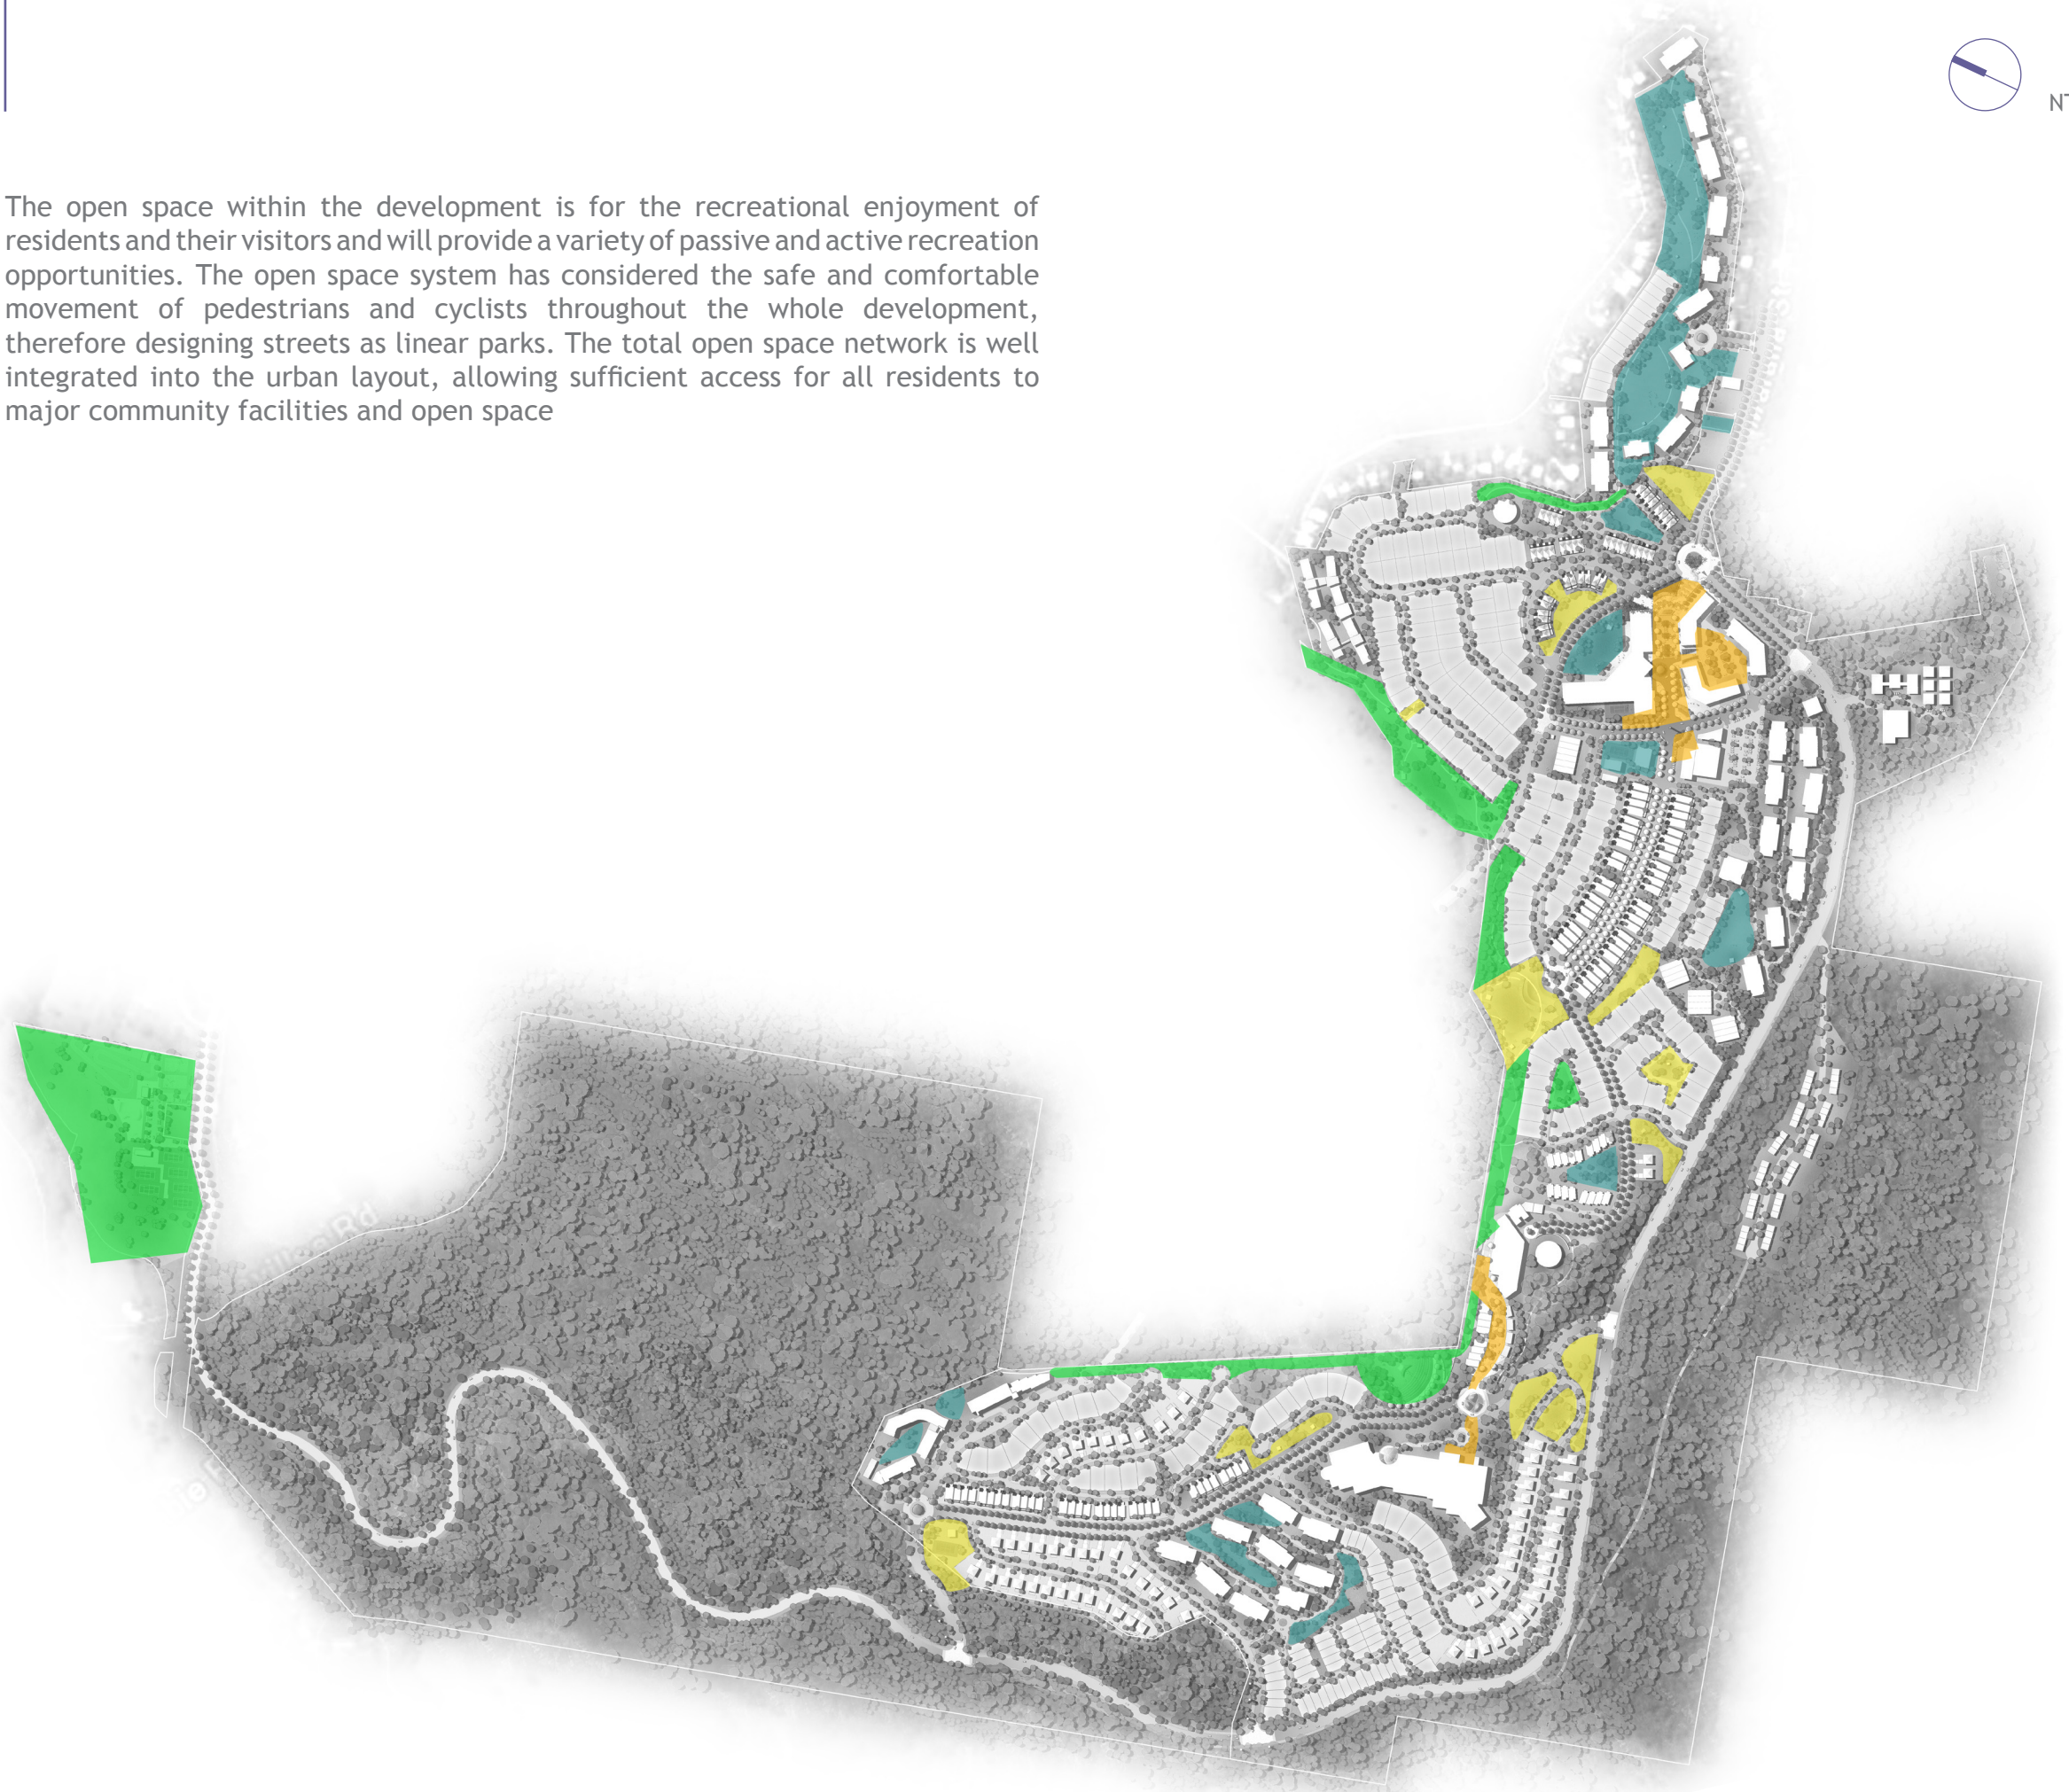 NT
The open space within the development is for the recreational enjoyment of
residents and their visitors and will provide a variety of passive and active recreation
opportunities. The open space system has considered the safe and comfortable
movement of pedestrians and cyclists throughout the whole development,
therefore designing streets as linear parks. The total open space network is well
integrated into the urban layout, allowing sufficient access for all residents to
major community facilities and open space
Rd